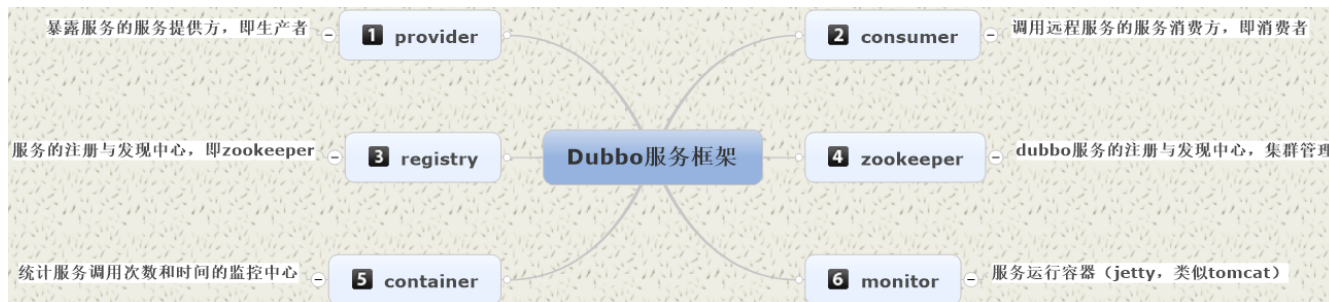 暴露服务的服务提供方，即生产者
1 provider
2 consumer
调用远程服务的服务消费方，即消费者
服务的注册与发现中心，即zookeeper
3 registry
Dubbo服务框架
4 zookeeper
dubbo服务的注册与发现中心，集群管理
统计服务调用次数和时间的监控中心
5 container
6 monitor
服务运行容器（jetty，类似tomcat）